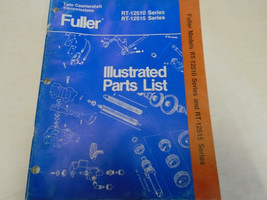 Twin Countershaft
Transmissions
Fuller
RT-12510 Series
RT-12515 Series
Illustrated
Parts List
Fuller Models RT-12510 Series and RT-12515 Series